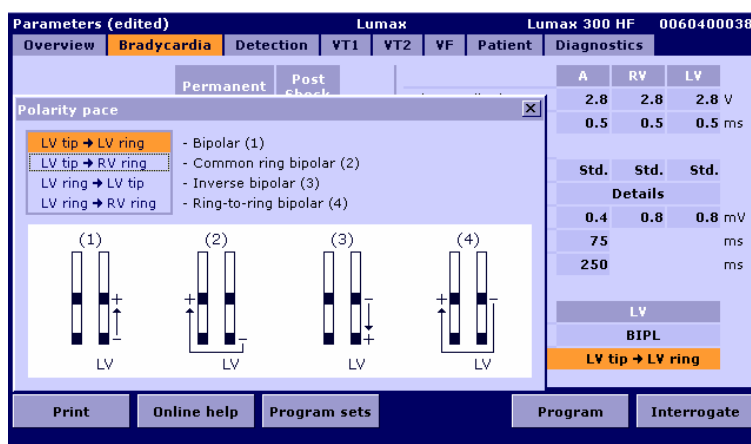 Parameters (edited) Lumax Lumax 300 HF 0060400038
Overview Bradycardia Detection VT1 VT2 VF Patient Diagnostics
Permanent Post Shock
A RV LV
Polarity pace
2.8 2.8 2.8 V
0.5 0.5 0.5 ms
LV tip → LV ring - Bipolar (1)
LV tip → RV ring - Common ring bipolar (2)
LV ring → LV tip - Inverse bipolar (3)
LV ring → RV ring - Ring-to-ring bipolar (4)
Std. Std. Std.
Details
0.4 0.8 0.8 mV
75 ms
250 ms
(1) (2) (3) (4)
+ + - -
- - + +
LV LV LV LV
LV
BIPL
LV tip → LV ring
Print Online help Program sets Program Interrogate